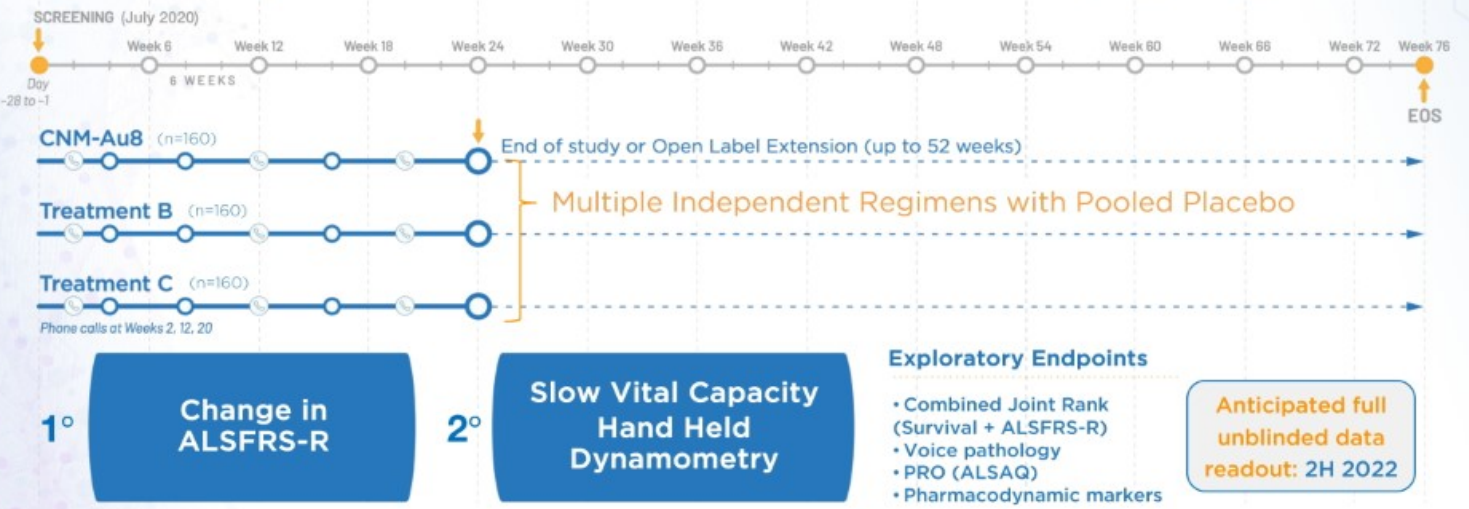 SCREENING (July 2020)
Week 6 Week 12 Week 18 Week 24 Week 30 Week 36 Week 42 Week 48 Week 54 Week 60 Week 66 Week 72 Week 76
6 WEEKS
Day
-28 to -1
EOS
CNM-Au8 (n=160)
End of study or Open Label Extension (up to 52 weeks)
Multiple Independent Regimens with Pooled Placebo
Treatment B (n=160)
Treatment C (n=160)
Phone calls at Weeks 2, 12, 20
1°
Change in
ALSFRS-R
2°
Slow Vital Capacity
Hand Held
Dynamometry
Exploratory Endpoints
• Combined Joint Rank
(Survival + ALSFRS-R)
• Voice pathology
• PRO (ALSAQ)
• Pharmacodynamic markers
Anticipated full
unblinded data
readout: 2H 2022